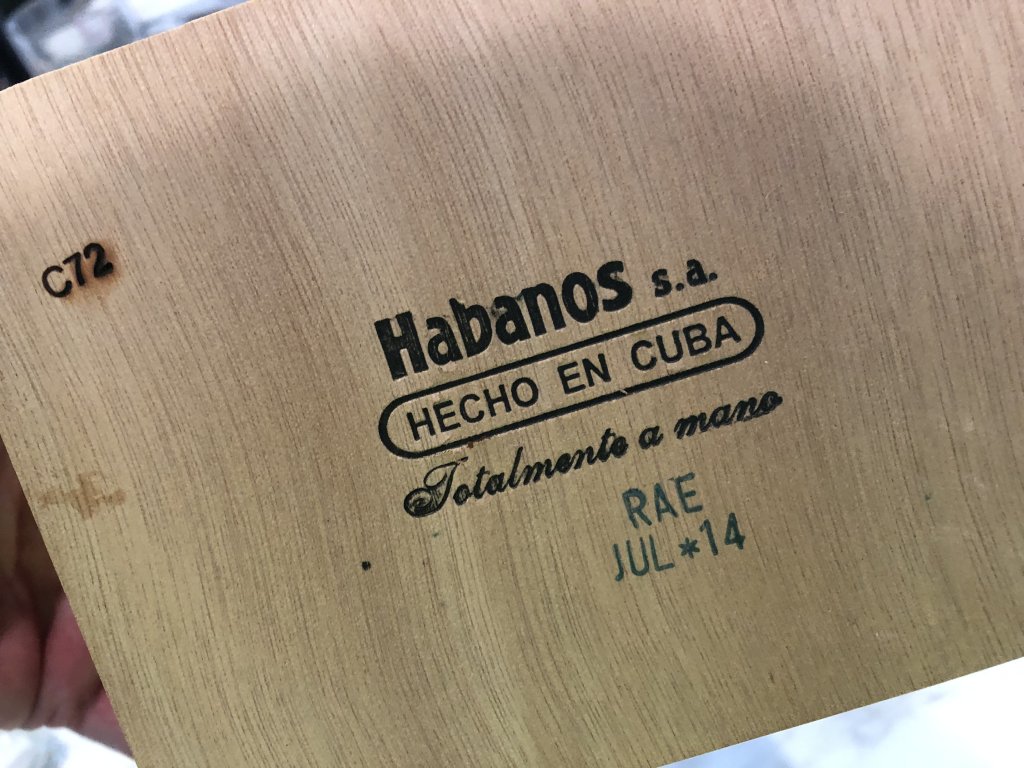 C72
Habanos s.a.
HECHO EN CUBA
Totalmente a mano
RAE
JUL*14